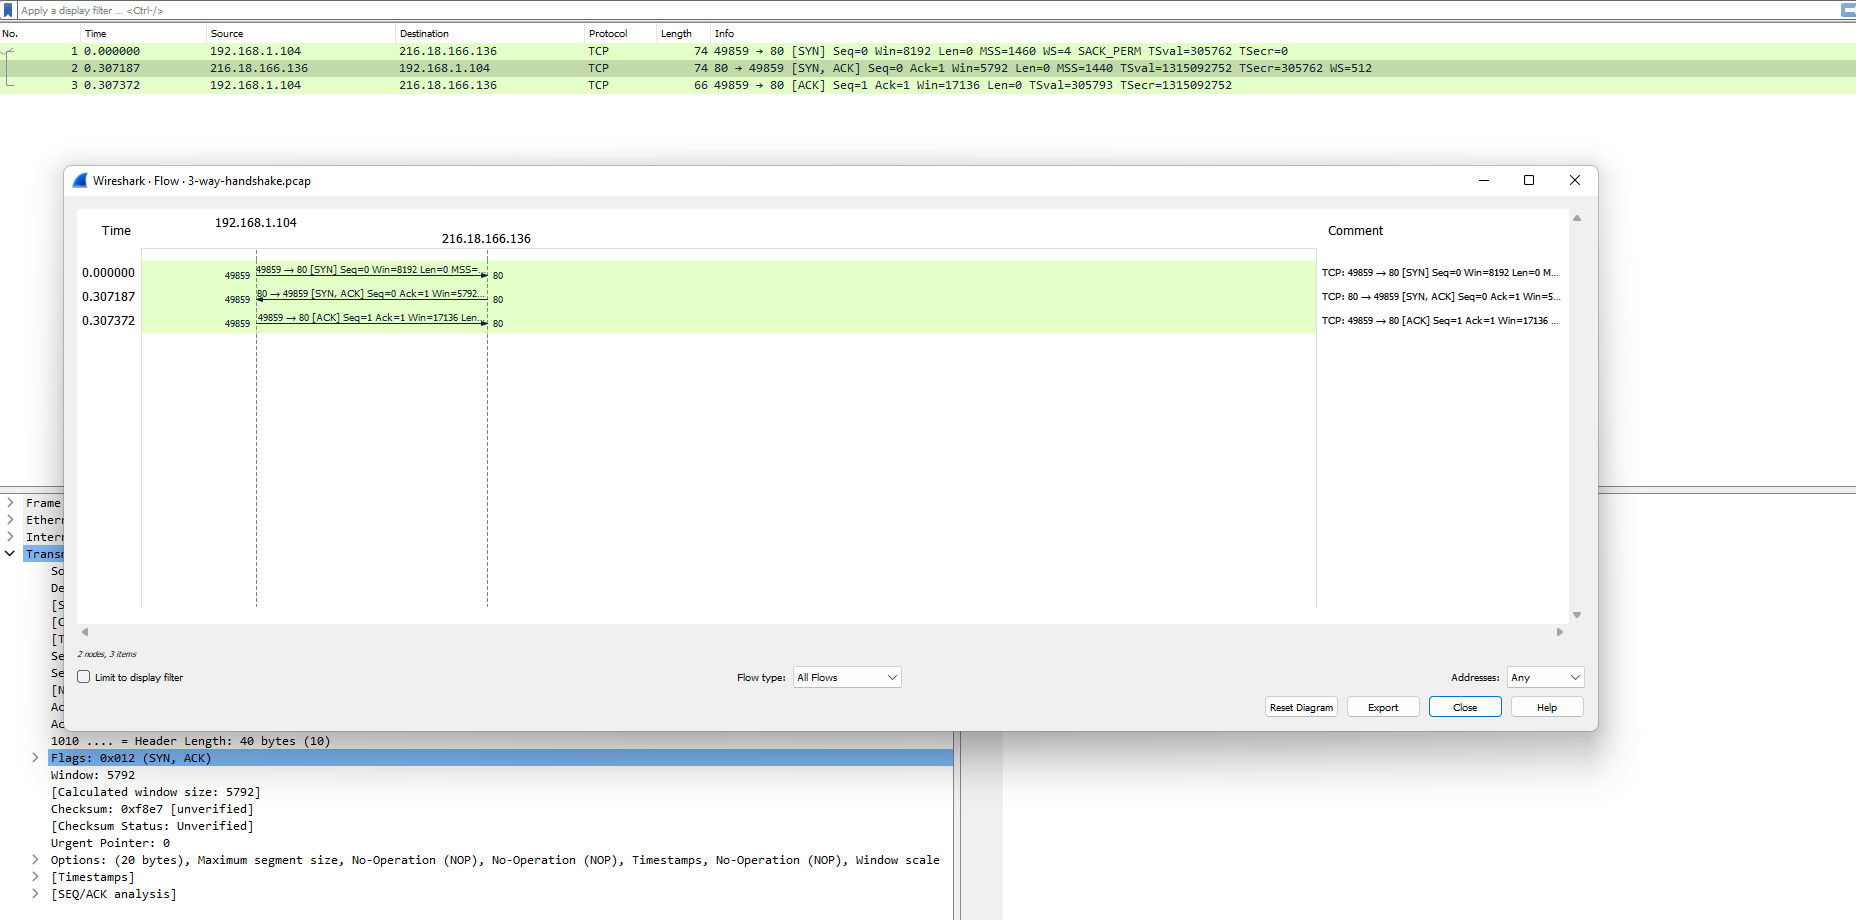 Apply a display filter ... <Ctrl-/>
No. Time Source Destination Protocol Length Info
1 0.000000 192.168.1.104 216.18.166.136 TCP 74 49859 → 80 [SYN] Seq=0 Win=8192 Len=0 MSS=1460 WS=4 SACK_PERM TSval=305762 TSecr=0
2 0.307187 216.18.166.136 192.168.1.104 TCP 74 80 → 49859 [SYN, ACK] Seq=0 Ack=1 Win=5792 Len=0 MSS=1440 TSval=1315092752 TSecr=305762 WS=512
3 0.307372 192.168.1.104 216.18.166.136 TCP 66 49859 → 80 [ACK] Seq=1 Ack=1 Win=17136 Len=0 TSval=305793 TSecr=1315092752
Wireshark · Flow · 3-way-handshake.pcap
192.168.1.104
Time Comment
216.18.166.136
0.000000 49859 49859 → 80 [SYN] Seq=0 Win=8192 Len=0 MSS=... 80 TCP: 49859 → 80 [SYN] Seq=0 Win=8192 Len=0 M...
0.307187 49859 80 → 49859 [SYN, ACK] Seq=0 Ack=1 Win=5792... 80 TCP: 80 → 49859 [SYN, ACK] Seq=0 Ack=1 Win=5...
0.307372 49859 49859 → 80 [ACK] Seq=1 Ack=1 Win=17136 Len... 80 TCP: 49859 → 80 [ACK] Seq=1 Ack=1 Win=17136 ...
2 nodes, 3 items
Limit to display filter Flow type: All Flows Addresses: Any
Reset Diagram Export Close Help
Frame
Ethern
Intern
Transm
So
De
[S
[C
[T
Se
Se
[N
Ac
Ac
1010 .... = Header Length: 40 bytes (10)
Flags: 0x012 (SYN, ACK)
Window: 5792
[Calculated window size: 5792]
Checksum: 0xf8e7 [unverified]
[Checksum Status: Unverified]
Urgent Pointer: 0
Options: (20 bytes), Maximum segment size, No-Operation (NOP), No-Operation (NOP), Timestamps, No-Operation (NOP), Window scale
[Timestamps]
[SEQ/ACK analysis]